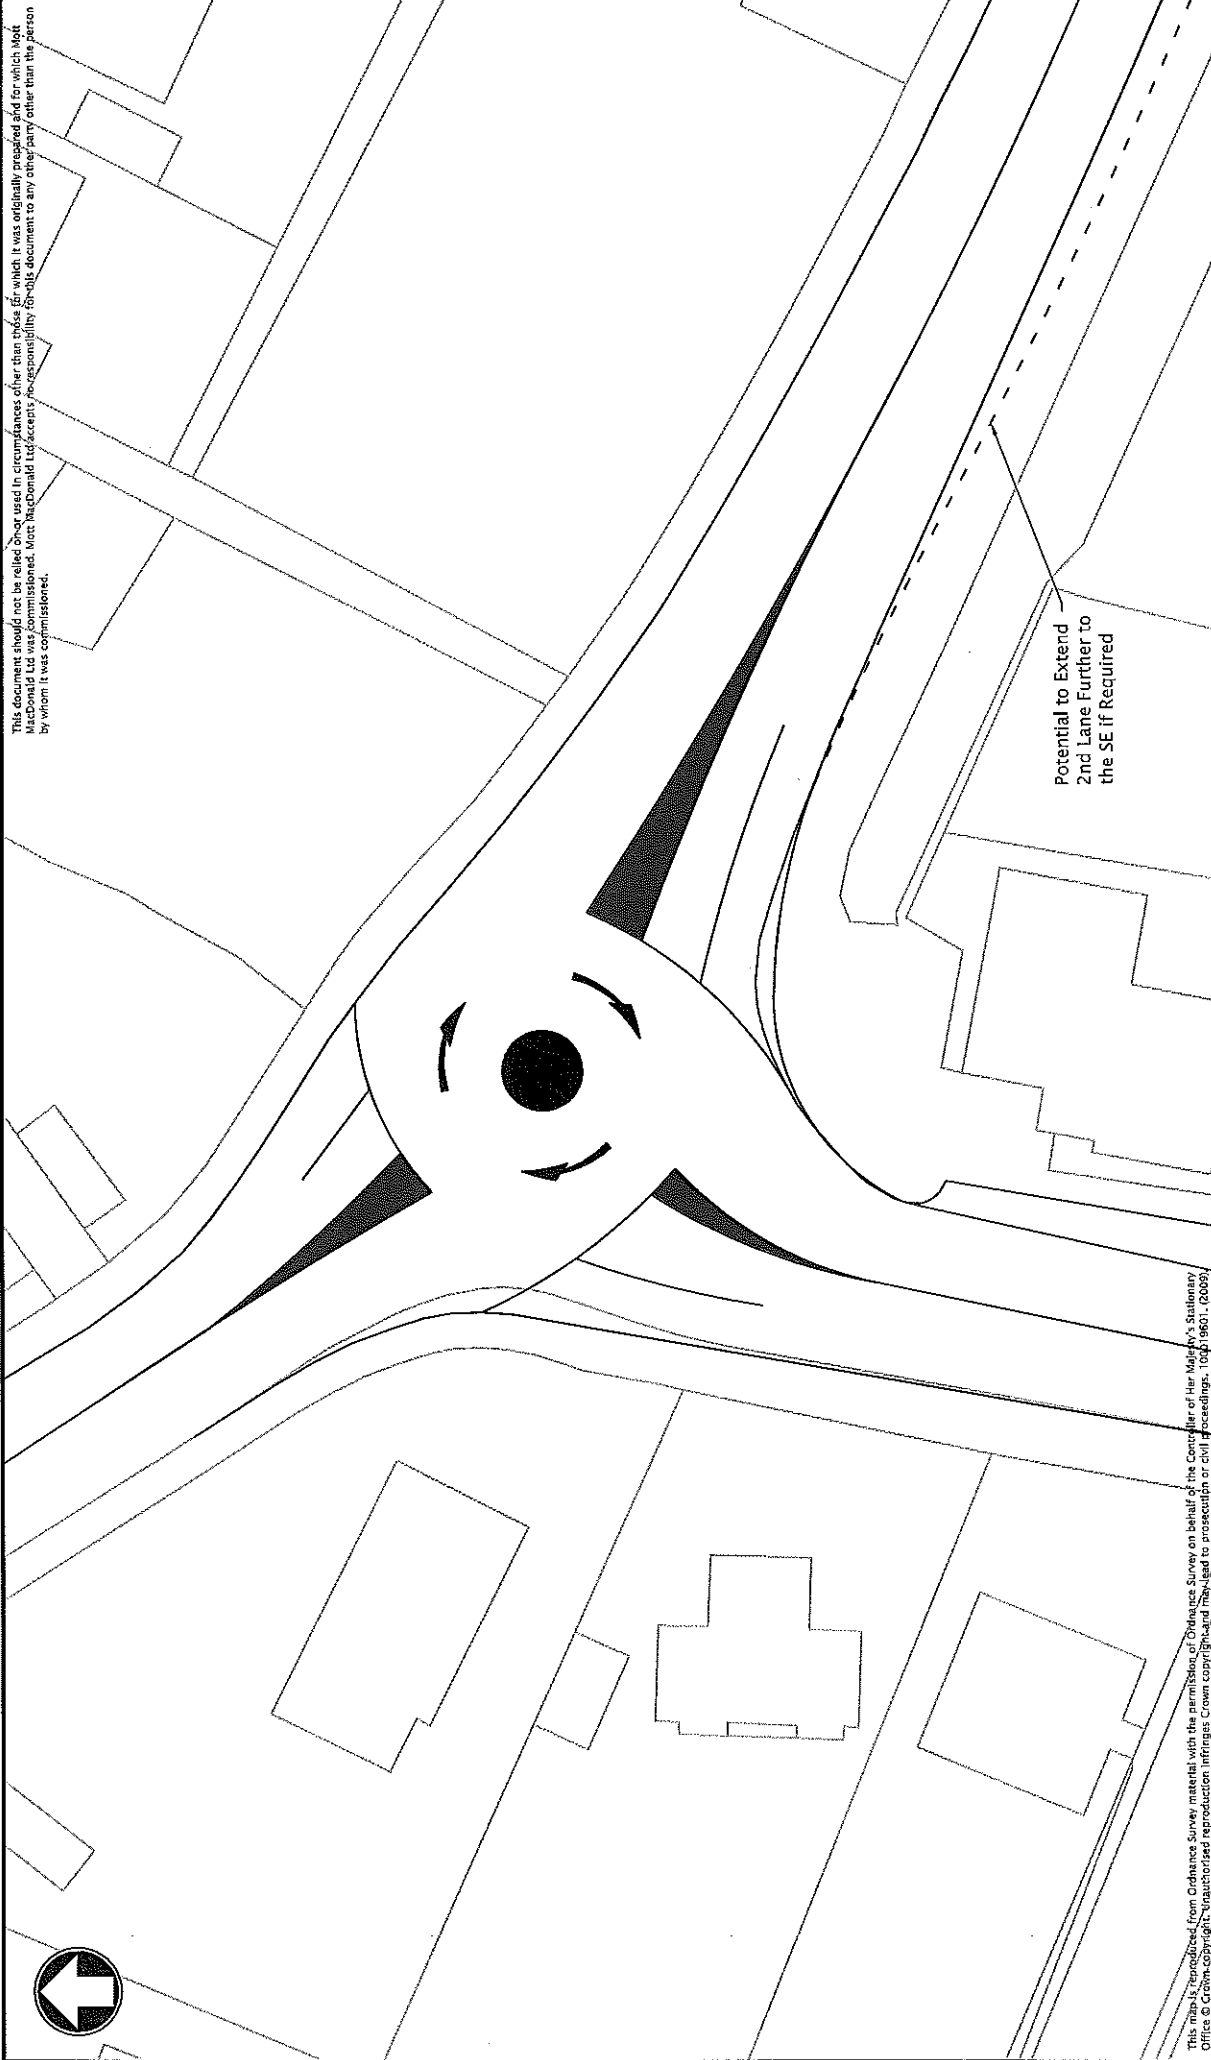 This document should not be relied on or used in circumstances other than those for which it was originally prepared and for which Mott
MacDonald Ltd was commissioned. Mott MacDonald Ltd accepts no responsibility for this document to any other party other than the person
by whom it was commissioned.
Potential to Extend
2nd Lane Further to
the SE if Required
This map is reproduced from Ordnance Survey material with the permission of Ordnance Survey on behalf of the Controller of Her Majesty's Stationary
Office © Crown copyright. Unauthorised reproduction infringes Crown copyright and may lead to prosecution or civil proceedings. 100019601. (2009)